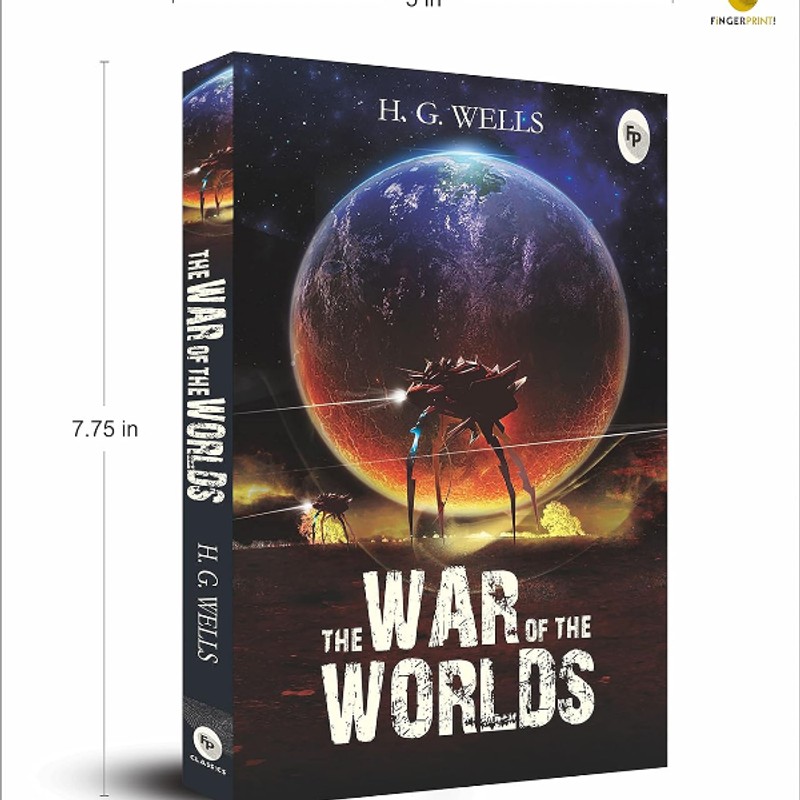 5 in
FiNGERPRINT!
H. G. WELLS
FP
7.75 in
THE WAR OF THE WORLDS
H. G. WELLS
FP
CLASSICS
THE WAR OF THE
WORLDS